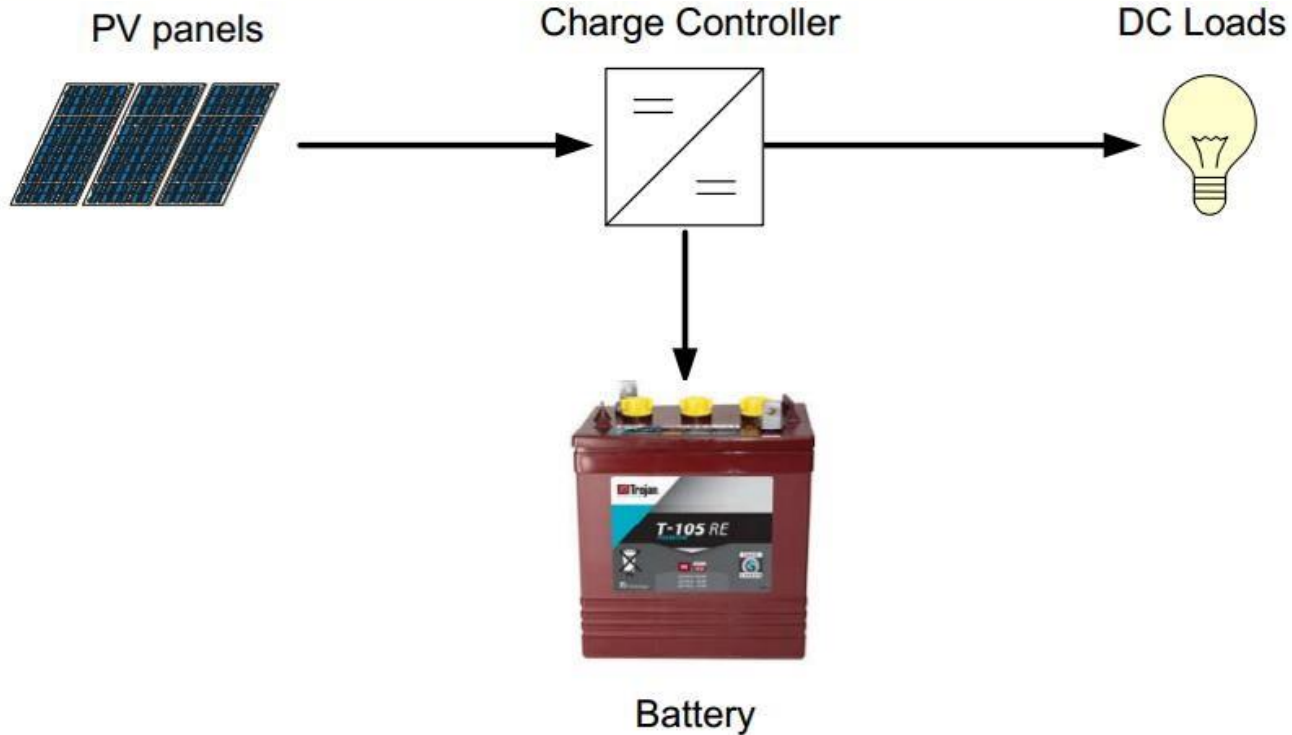 PV panels
Charge Controller
DC Loads
Trojan
T-105 RE
Battery